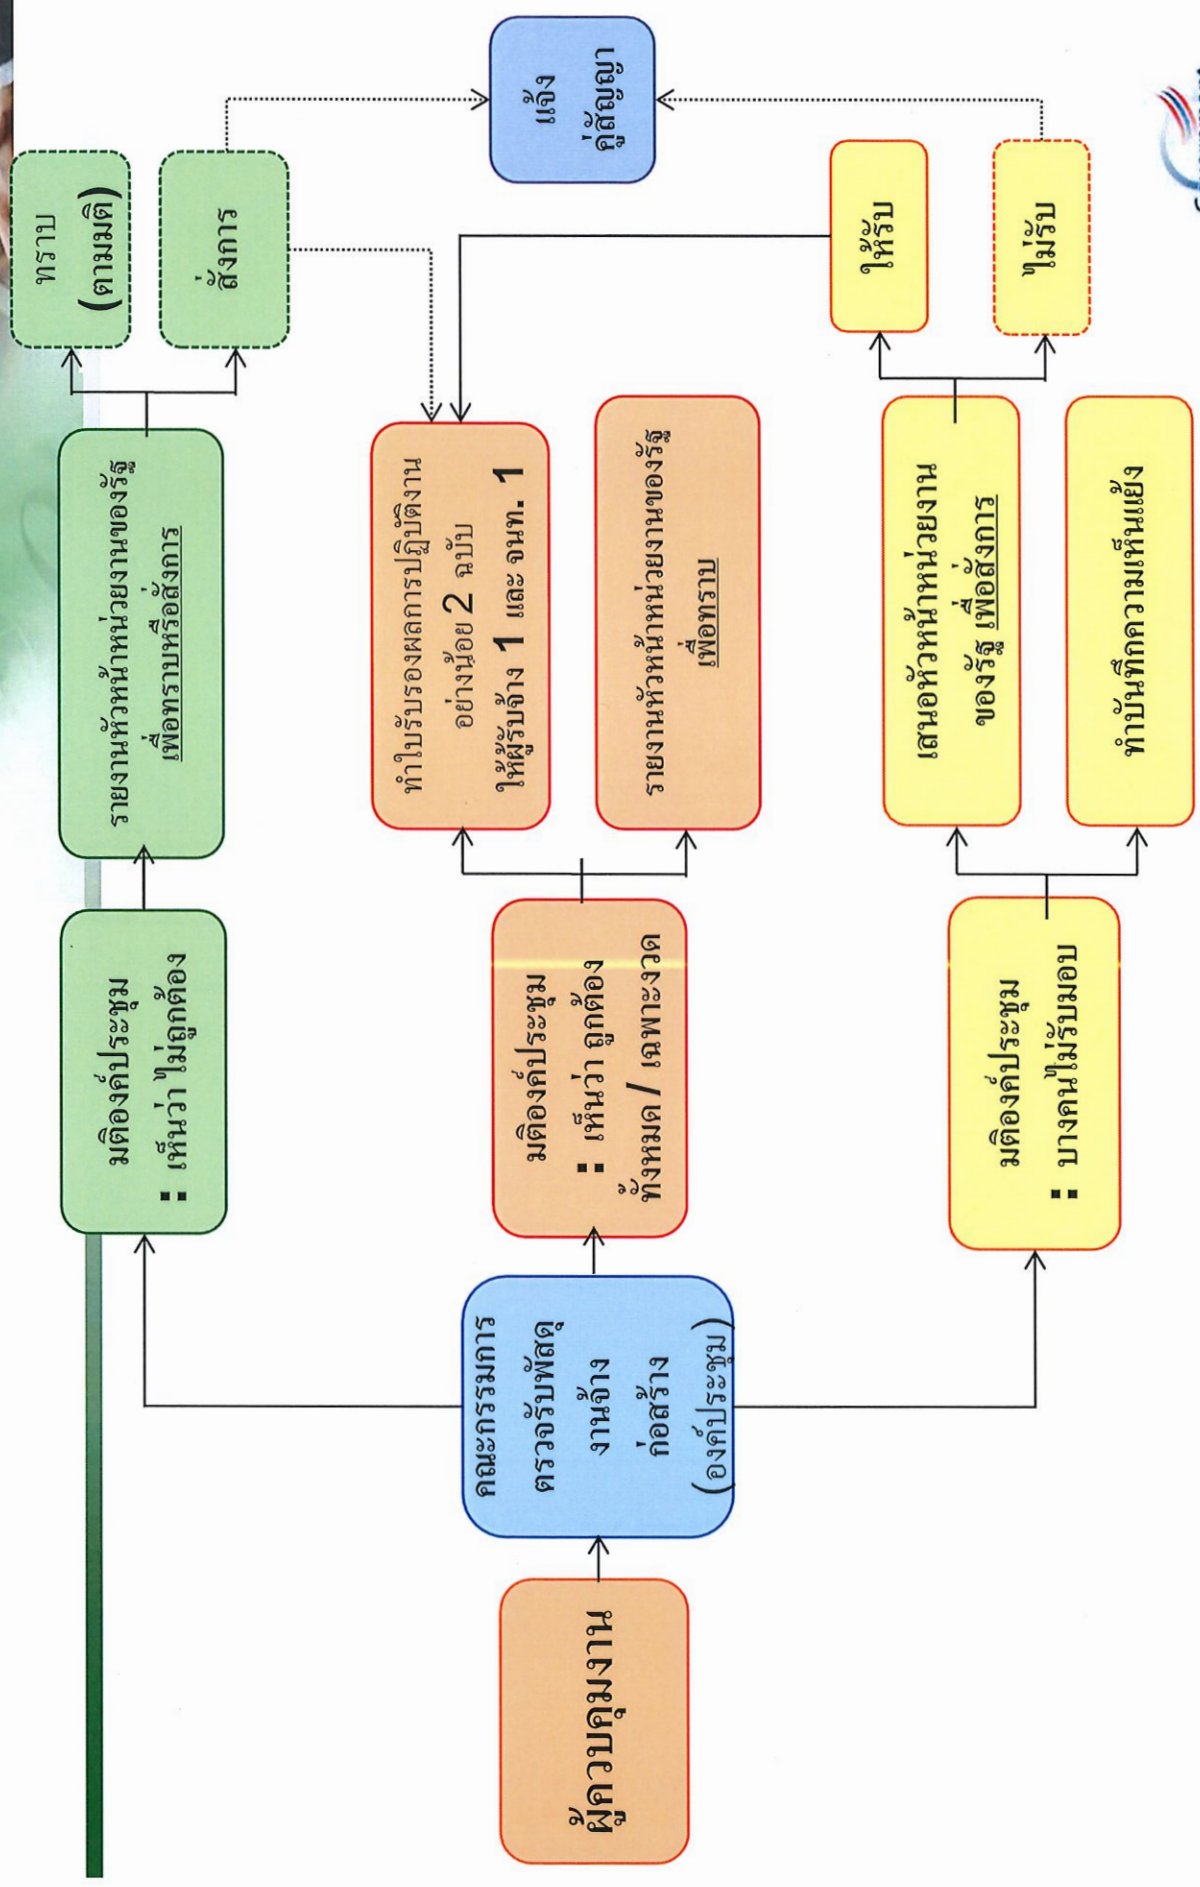 ผู้ควบคุมงาน
คณะกรรมการ
ตรวจรับพัสดุ
งานจ้าง
ก่อสร้าง
(องค์ประชุม)
มติองค์ประชุม
: เห็นว่า ไม่ถูกต้อง
รายงานหัวหน้าหน่วยงานของรัฐ
เพื่อทราบหรือสั่งการ
ทราบ
(ตามมติ)
สั่งการ
มติองค์ประชุม
: เห็นว่า ถูกต้อง
ทั้งหมด / เฉพาะงวด
ทำใบรับรองผลการปฏิบัติงาน
อย่างน้อย 2 ฉบับ
ให้ผู้รับจ้าง 1 และ จนท. 1
รายงานหัวหน้าหน่วยงานของรัฐ
เพื่อทราบ
แจ้ง
คู่สัญญา
มติองค์ประชุม
: บางคนไม่รับมอบ
เสนอหัวหน้าหน่วยงาน
ของรัฐ เพื่อสั่งการ
ทำบันทึกความเห็นแย้ง
ให้รับ
ไม่รับ